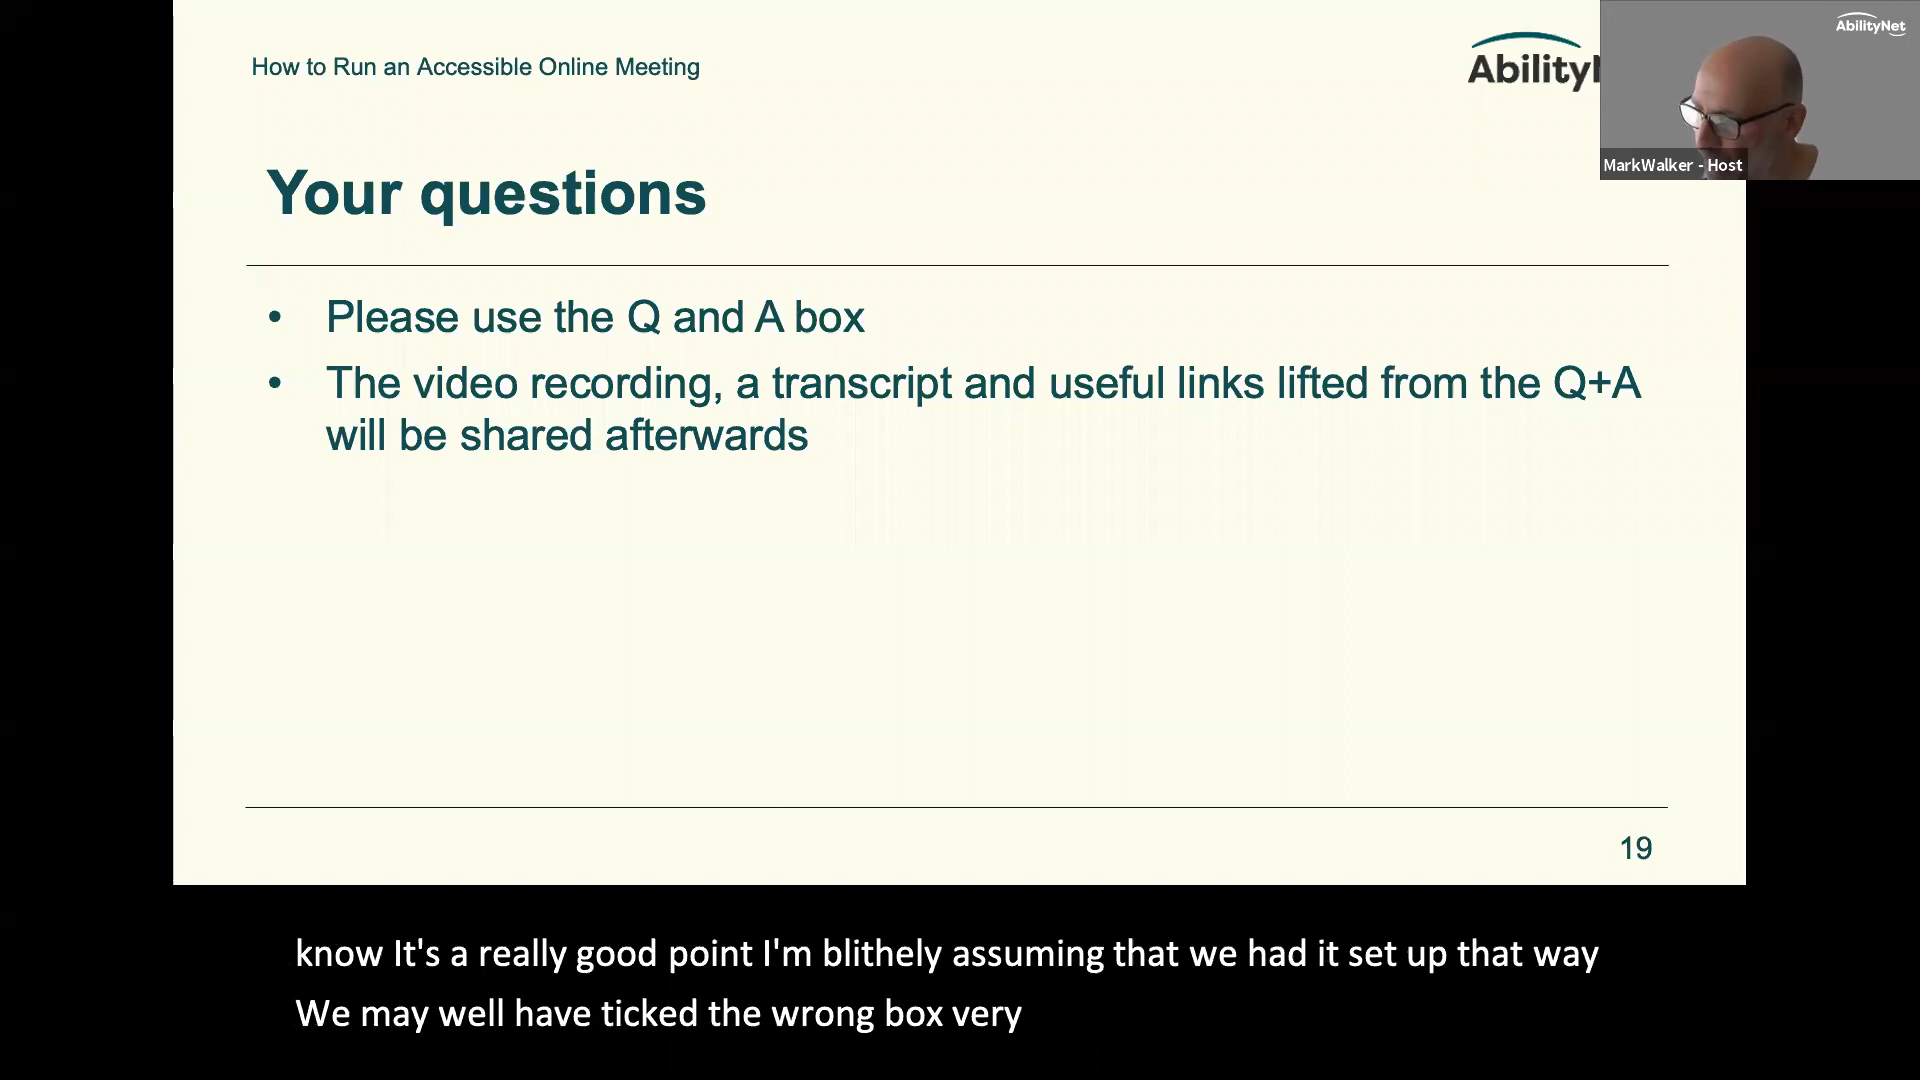 How to Run an Accessible Online Meeting
Ability
AbilityNet
MarkWalker - Host
Your questions
• Please use the Q and A box
• The video recording, a transcript and useful links lifted from the Q+A
will be shared afterwards
19
know It's a really good point I'm blithely assuming that we had it set up that way
We may well have ticked the wrong box very